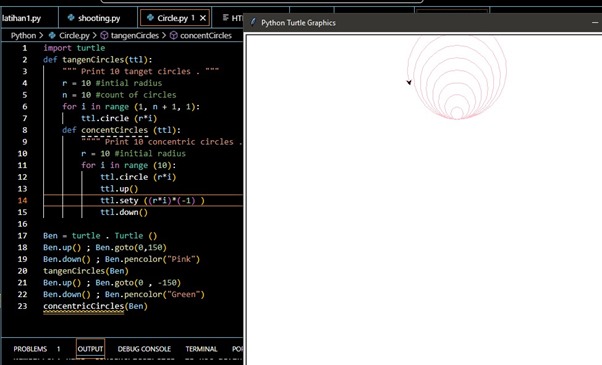 latihan1.py shooting.py Circle.py 1 HT
Python > Circle.py > tangenCircles > concentCircles
Python Turtle Graphics
1 import turtle
2 def tangenCircles(ttl):
3 """ Print 10 tanget circles . """
4 r = 10 #intial radius
5 n = 10 #count of circles
6 for i in range (1, n + 1, 1):
7 ttl.circle (r*i)
8 def concentCircles (ttl):
9 """" Print 10 concentric circles .
10 r = 10 #initial radius
11 for i in range (10):
12 ttl.circle (r*i)
13 ttl.up()
14 ttl.sety ((r*i)*(-1) )
15 ttl.down()
16
17 Ben = turtle . Turtle ()
18 Ben.up() ; Ben.goto(0,150)
19 Ben.down() ; Ben.pencolor("Pink")
20 tangenCircles(Ben)
21 Ben.up() ; Ben.goto(0 , -150)
22 Ben.down() ; Ben.pencolor("Green")
23 concentricCircles(Ben)
PROBLEMS 1 OUTPUT DEBUG CONSOLE TERMINAL POR